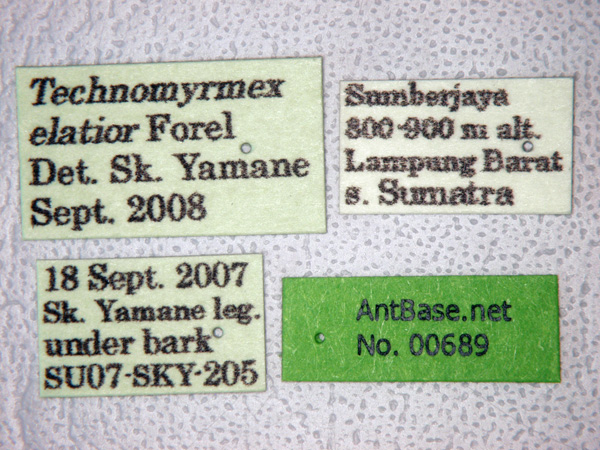 Technomyrmex
elatior Forel
Det. Sk. Yamane
Sept. 2008
Sumberjaya
800-900 m alt.
Lampung Barat
s. Sumatra
18 Sept. 2007
Sk. Yamane leg.
under bark
SU07-SKY-205
AntBase.net
No. 00689